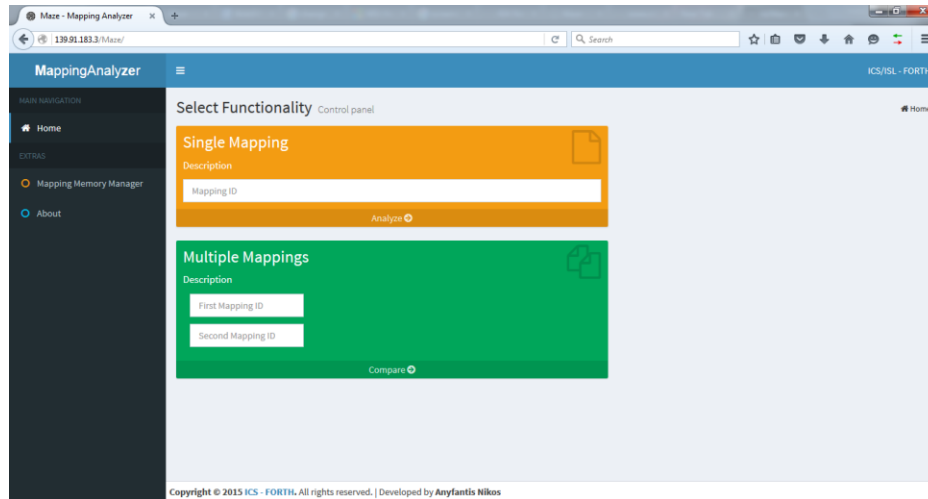 Maze - Mapping Analyzer × +
139.91.183.3/Maze/ Search
MappingAnalyzer ICS/ISL - FORTH
MAIN NAVIGATION
Home
EXTRAS
Mapping Memory Manager
About
Select Functionality Control panel Home
Single Mapping
Description
Mapping ID
Analyze
Multiple Mappings
Description
First Mapping ID
Second Mapping ID
Compare
Copyright © 2015 ICS - FORTH. All rights reserved. | Developed by Anyfantis Nikos